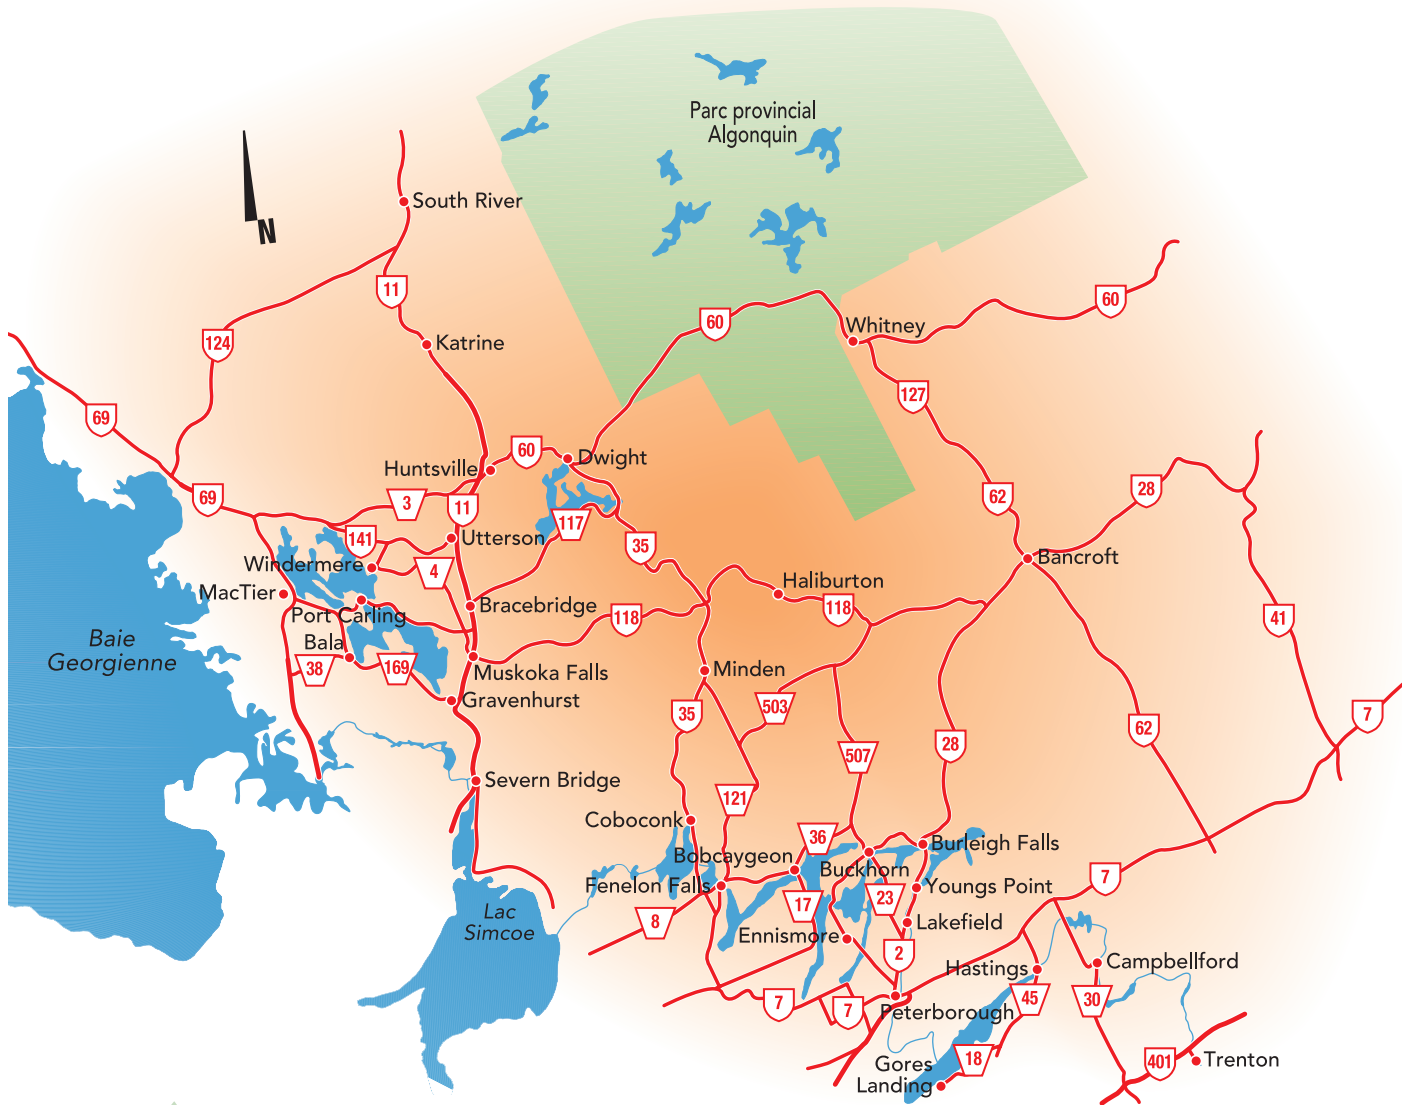 Parc provincial
Algonquin
N
South River
11
60
60
Whitney
124
Katrine
127
69
60
Dwight
Huntsville
28
62
69
3
11
117
141
Utterson
35
Bancroft
Windermere
4
Haliburton
MacTier
Bracebridge
118
118
Port Carling
41
Baie
Georgienne
Bala
38
169
Muskoka Falls
Minden
Gravenhurst
503
35
7
62
28
507
Severn Bridge
121
Coboconk
36
Burleigh Falls
Bobcaygeon
Buckhorn
7
Fenelon Falls
Youngs Point
23
17
Lac
Simcoe
8
Lakefield
Ennismore
2
Hastings
Campbellford
45
30
7
7
Peterborough
18
401
Trenton
Gores
Landing